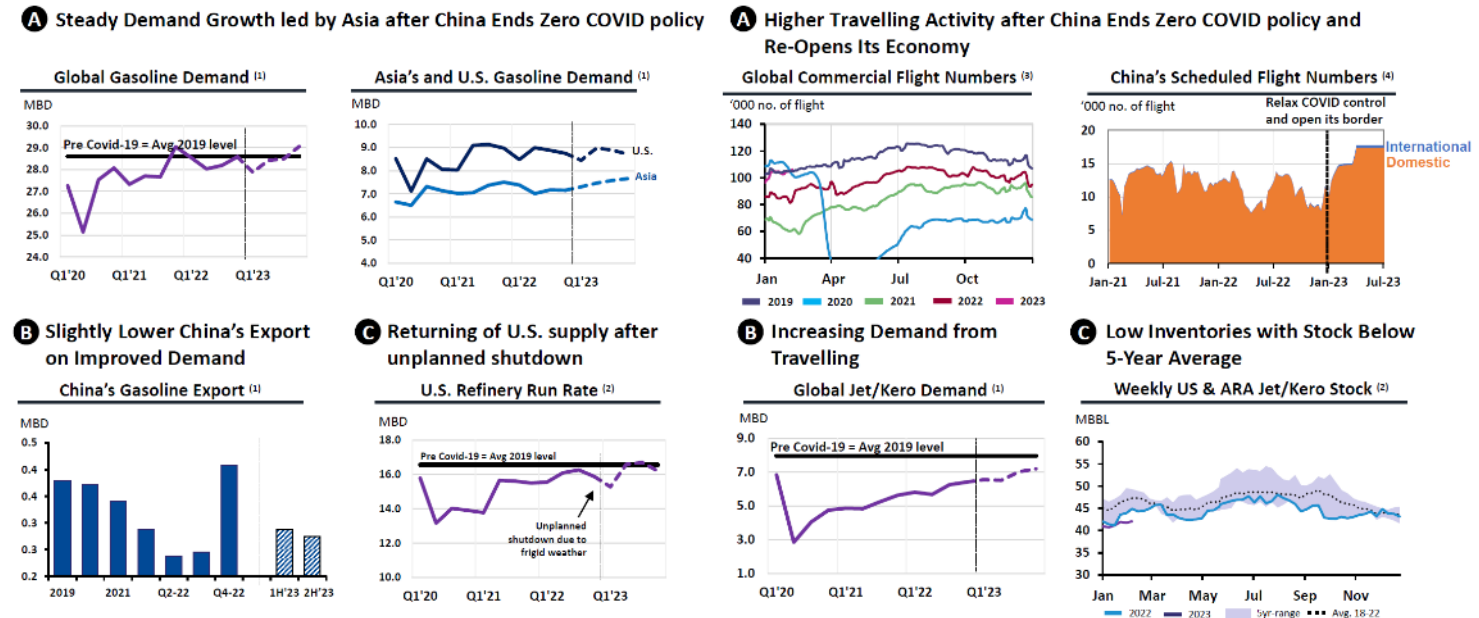 A Steady Demand Growth led by Asia after China Ends Zero COVID policy
Global Gasoline Demand (1)
MBD
30.0
29.0
28.0
27.0
26.0
25.0
24.0
Pre Covid-19 = Avg 2019 level
Q1'20
Q1'21
Q1'22
Q1'23
Asia's and U.S. Gasoline Demand (1)
MBD
10.0
9.0
8.0
7.0
6.0
5.0
4.0
U.S.
Asia
Q1'20
Q1'21
Q1'22
Q1'23
A Higher Travelling Activity after China Ends Zero COVID policy and
Re-Opens Its Economy
Global Commercial Flight Numbers (3)
'000 no. of flight
140
120
100
80
60
40
Jan
Apr
Jul
Oct
2019
2020
2021
2022
2023
China's Scheduled Flight Numbers (4)
'000 no. of flight
Relax COVID control
and open its border
20
15
10
5
0
International
Domestic
Jan-21
Jul-21
Jan-22
Jul-22
Jan-23
Jul-23
B Slightly Lower China's Export
on Improved Demand
China's Gasoline Export (1)
MBD
0.5
0.4
0.4
0.3
0.3
0.2
2019
2021
Q2-22
Q4-22
1H'23
2H'23
C Returning of U.S. supply after
unplanned shutdown
U.S. Refinery Run Rate (2)
MBD
18.0
16.0
14.0
12.0
10.0
Pre Covid-19 = Avg 2019 level
Unplanned
shutdown due to
frigid weather
Q1'20
Q1'21
Q1'22
Q1'23
B Increasing Demand from
Travelling
Global Jet/Kero Demand (1)
MBD
9.0
7.0
5.0
3.0
1.0
Pre Covid-19 = Avg 2019 level
Q1'20
Q1'21
Q1'22
Q1'23
C Low Inventories with Stock Below
5-Year Average
Weekly US & ARA Jet/Kero Stock (2)
MBBL
60
55
50
45
40
35
30
Jan
Mar
May
Jul
Sep
Nov
2022
2023
5yr-range
Avg. 18-22